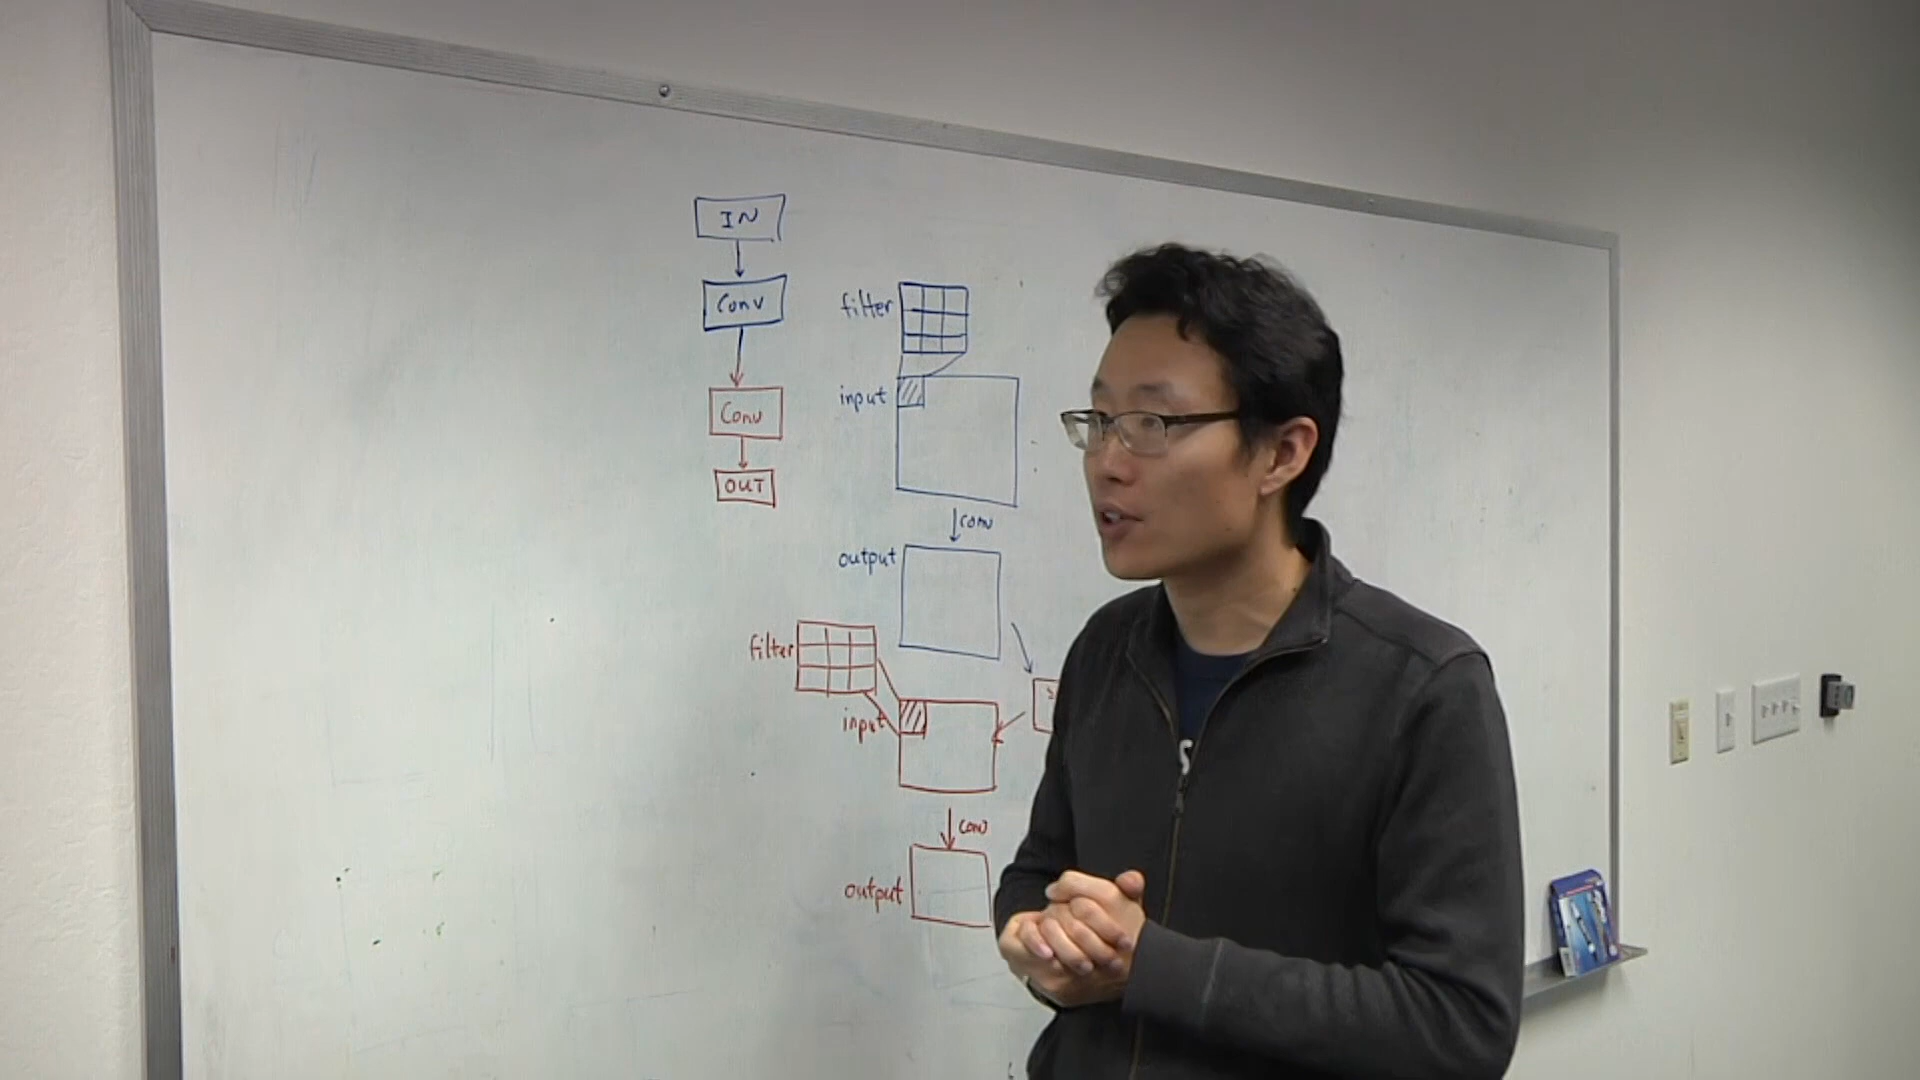 IN
Conv
Conv
OUT
filter
input
conv
output
filter
input
conv
output
S